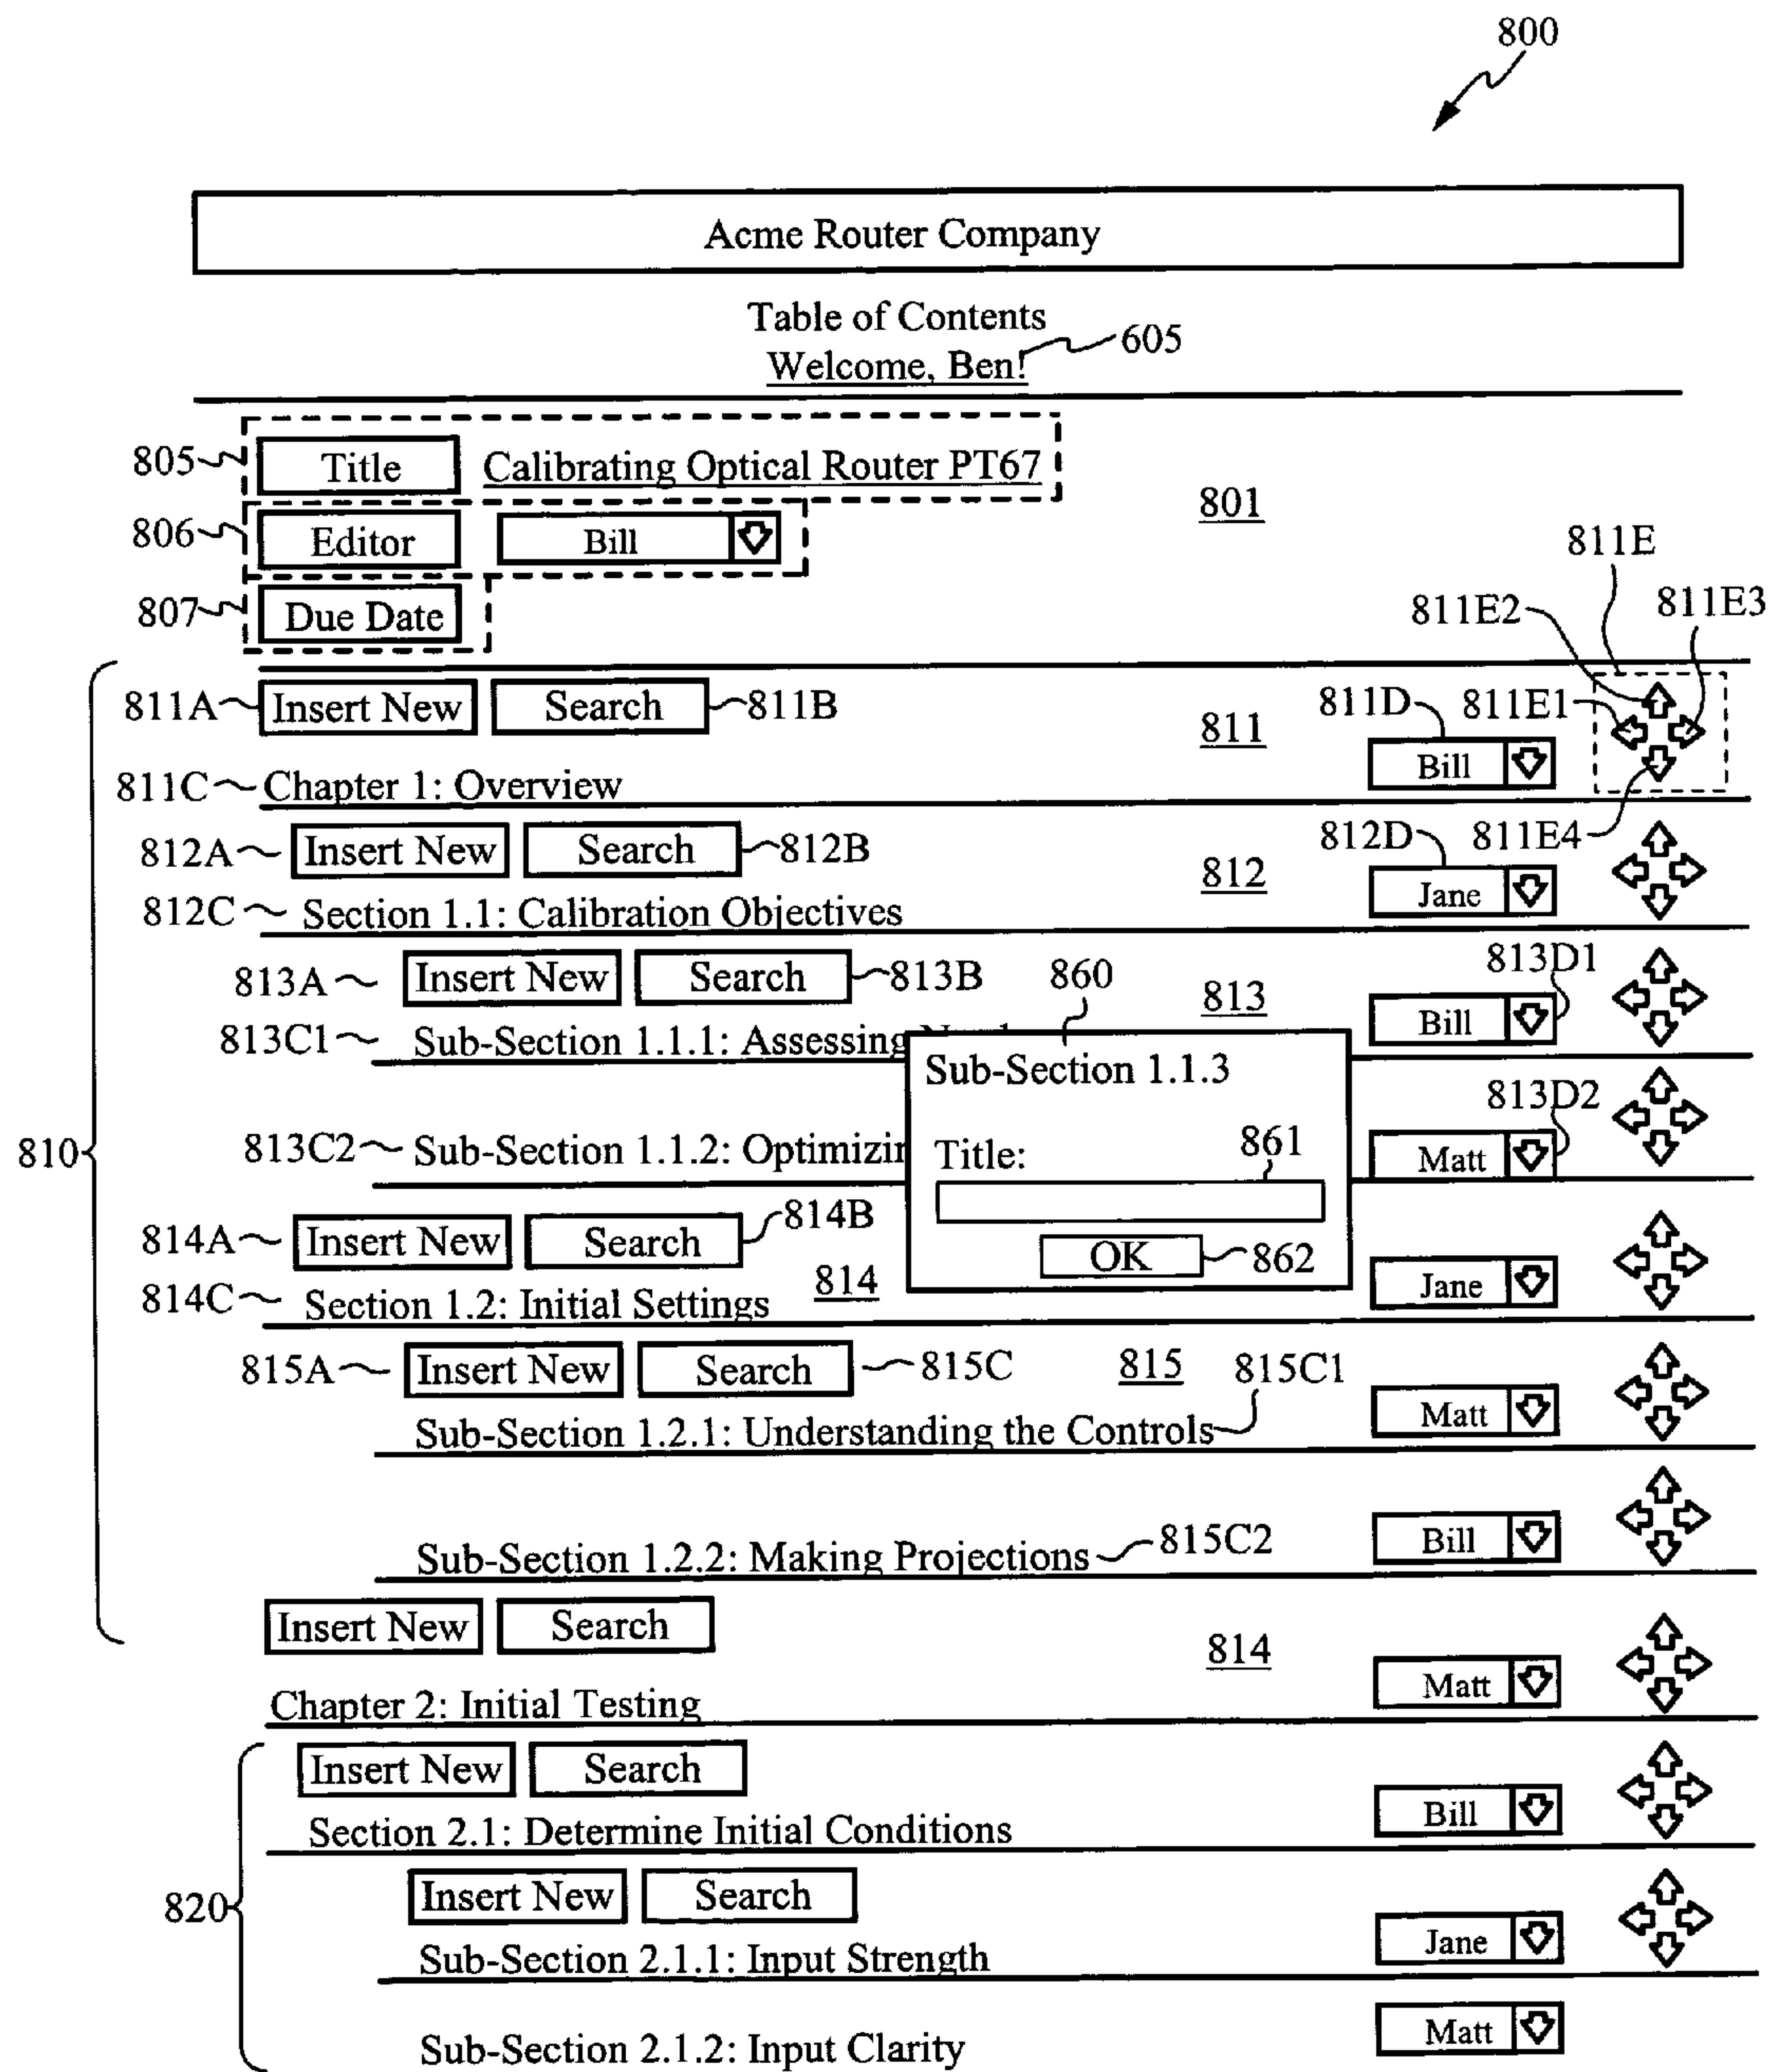 800
Acme Router Company
Table of Contents
Welcome, Ben! 605
805 Title Calibrating Optical Router PT67
801
806 Editor Bill
811E
807 Due Date
811E2 811E3
811A Insert New Search 811B
811 811D 811E1
Bill
811C Chapter 1: Overview
812A Insert New Search 812B
812D 811E4
812 Jane
812C Section 1.1: Calibration Objectives
813A Insert New Search 813B 860 813D1
813 Bill
813C1 Sub-Section 1.1.1: Assessing
Sub-Section 1.1.3
813D2
810
813C2 Sub-Section 1.1.2: Title: 861 Matt
814A Insert New Search 814B
OK 862
814C Section 1.2: Initial Settings 814 Jane
815A Insert New Search 815C 815 815C1
Matt
Sub-Section 1.2.1: Understanding the Controls
Sub-Section 1.2.2: Making Projections 815C2 Bill
Insert New Search
814
Matt
Chapter 2: Initial Testing
Insert New Search
Bill
Section 2.1: Determine Initial Conditions
820 Insert New Search
Jane
Sub-Section 2.1.1: Input Strength
Matt
Sub-Section 2.1.2: Input Clarity